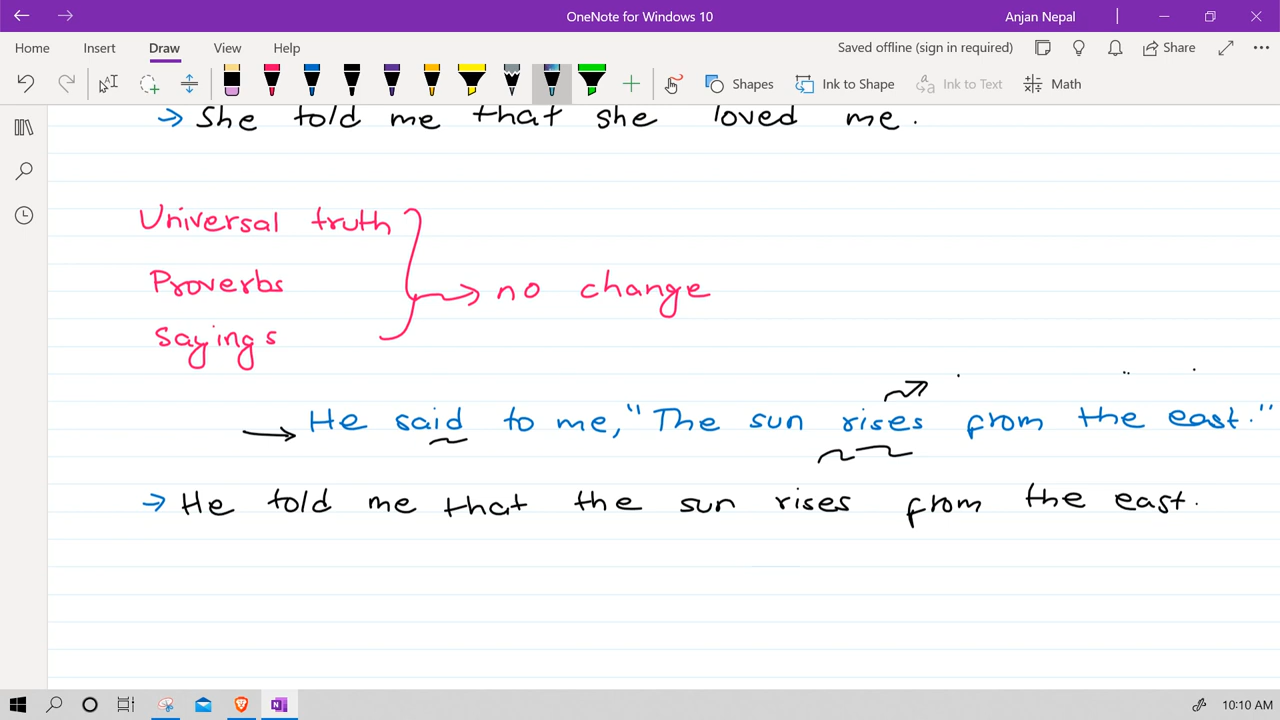 OneNote for Windows 10
Anjan Nepal
Home Insert Draw View Help
Saved offline (sign in required)
Share
Shapes
Ink to Shape
Ink to Text
Math
→ She told me that she loved me.
Universal truth
Proverbs
Sayings
→ no change
→ He said to me, "The sun rises from the east."
→ He told me that the sun rises from the east.
10:10 AM